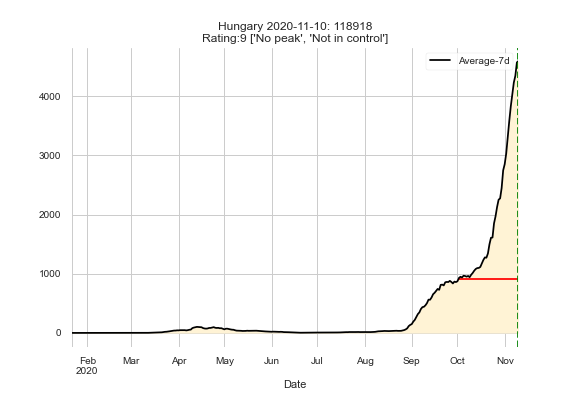 Hungary 2020-11-10: 118918
Rating:9 ['No peak', 'Not in control']
Average-7d
4000
3000
2000
1000
0
Feb Mar Apr May Jun Jul Aug Sep Oct Nov
2020
Date